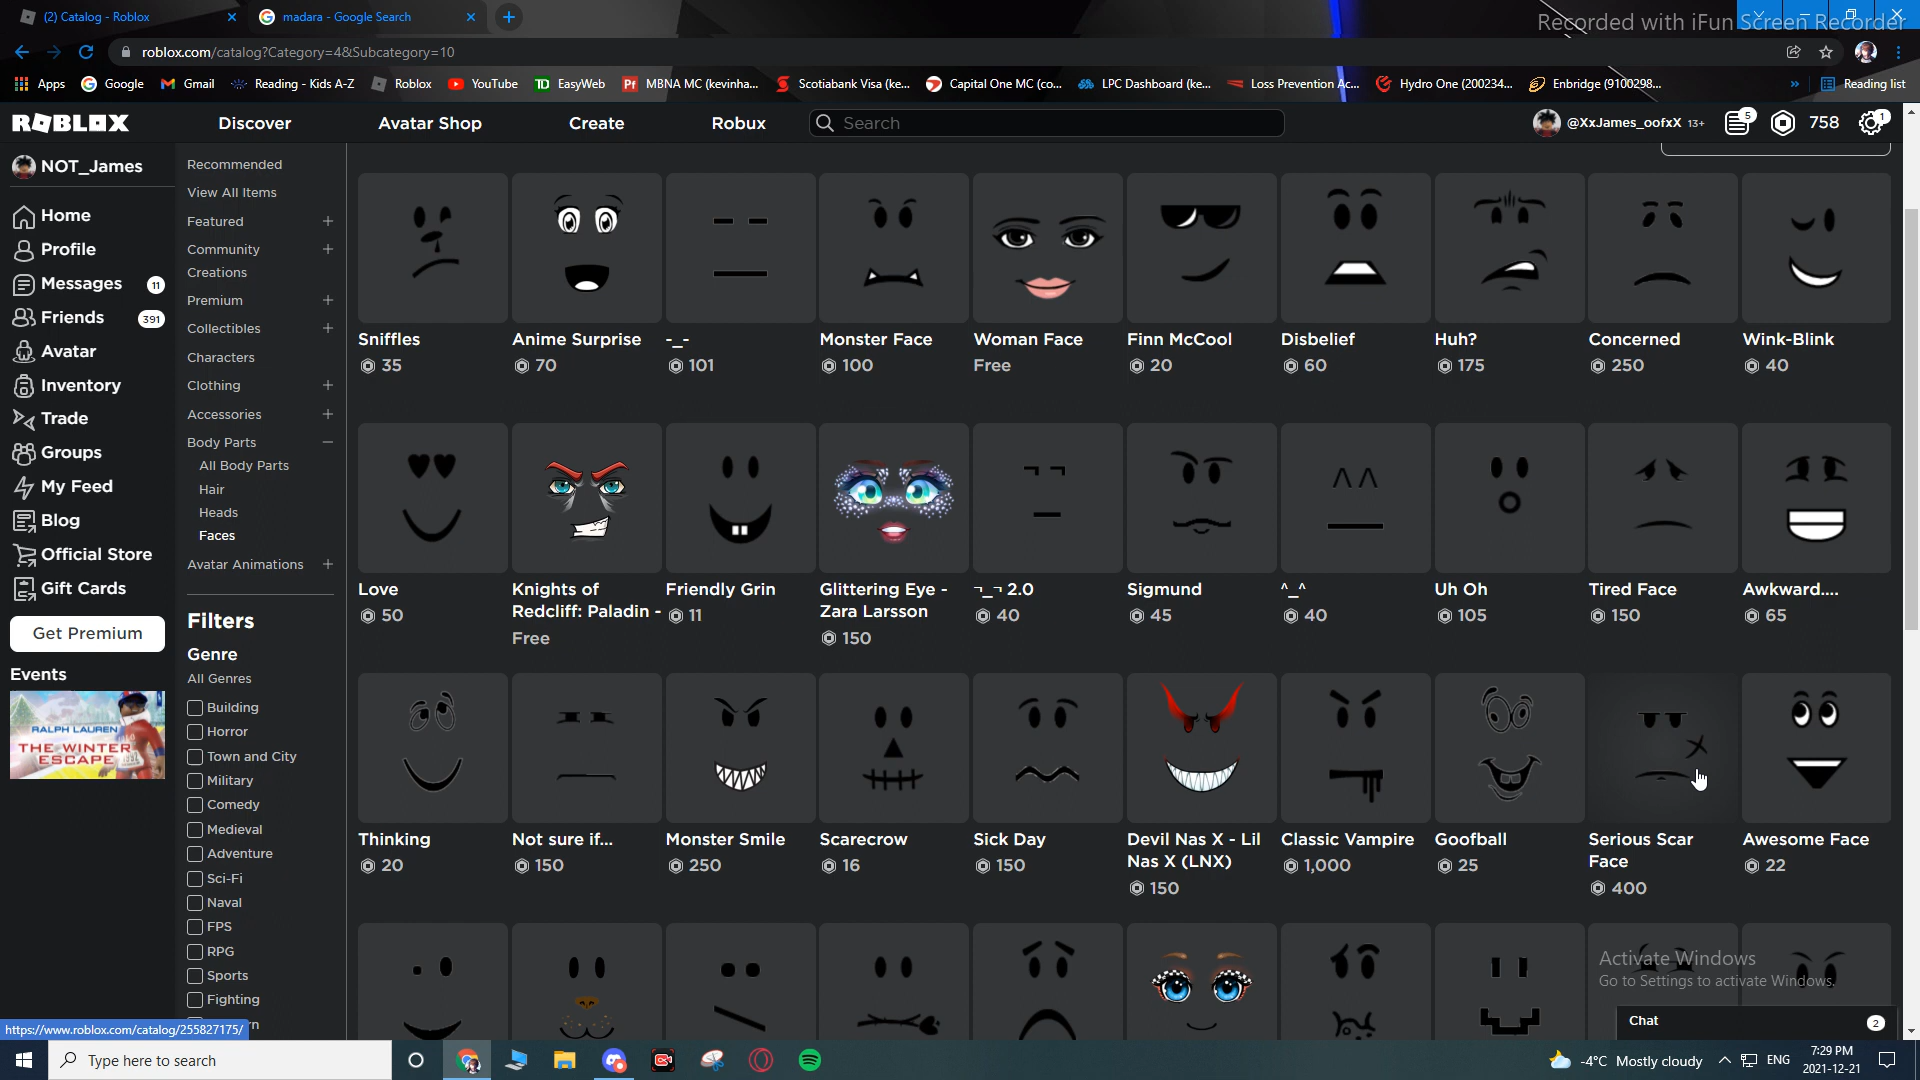 (2) Catalog - Roblox
madara - Google Search
Recorded with iFun Screen Recorder
roblox.com/catalog?Category=4&Subcategory=10
Apps
Google
Gmail
Reading - Kids A-Z
Roblox
YouTube
EasyWeb
MBNA MC (kevinha...
Scotiabank Visa (ke...
Capital One MC (co...
LPC Dashboard (ke...
Loss Prevention Ac...
Hydro One (200234...
Enbridge (9100298...
Reading list
ROBLOX
Discover
Avatar Shop
Create
Robux
Search
@XxJames_oofxX 13+
5
758
1
NOT_James
Home
Profile
Messages 11
Friends 391
Avatar
Inventory
Trade
Groups
My Feed
Blog
Official Store
Gift Cards
Get Premium
Events
RALPH LAUREN
THE WINTER
ESCAPE
Recommended
View All Items
Featured +
Community +
Creations
Premium +
Collectibles +
Characters
Clothing +
Accessories +
Body Parts −
All Body Parts
Hair
Heads
Faces
Avatar Animations +
Filters
Genre
All Genres
Building
Horror
Town and City
Military
Comedy
Medieval
Adventure
Sci-Fi
Naval
FPS
RPG
Sports
Fighting
Sniffles
35
Anime Surprise
70
-_-
101
Monster Face
100
Woman Face
Free
Finn McCool
20
Disbelief
60
Huh?
175
Concerned
250
Wink-Blink
40
Love
50
Knights of
Redcliff: Paladin -
Free
Friendly Grin
11
Glittering Eye -
Zara Larsson
150
¬_¬ 2.0
40
Sigmund
45
^_^
40
Uh Oh
105
Tired Face
150
Awkward....
65
Thinking
20
Not sure if...
150
Monster Smile
250
Scarecrow
16
Sick Day
150
Devil Nas X - Lil
Nas X (LNX)
150
Classic Vampire
1,000
Goofball
25
Serious Scar
Face
400
Awesome Face
22
Activate Windows
Go to Settings to activate Windows.
Chat 2
https://www.roblox.com/catalog/255827175/
Type here to search
-4°C Mostly cloudy
ENG
7:29 PM
2021-12-21